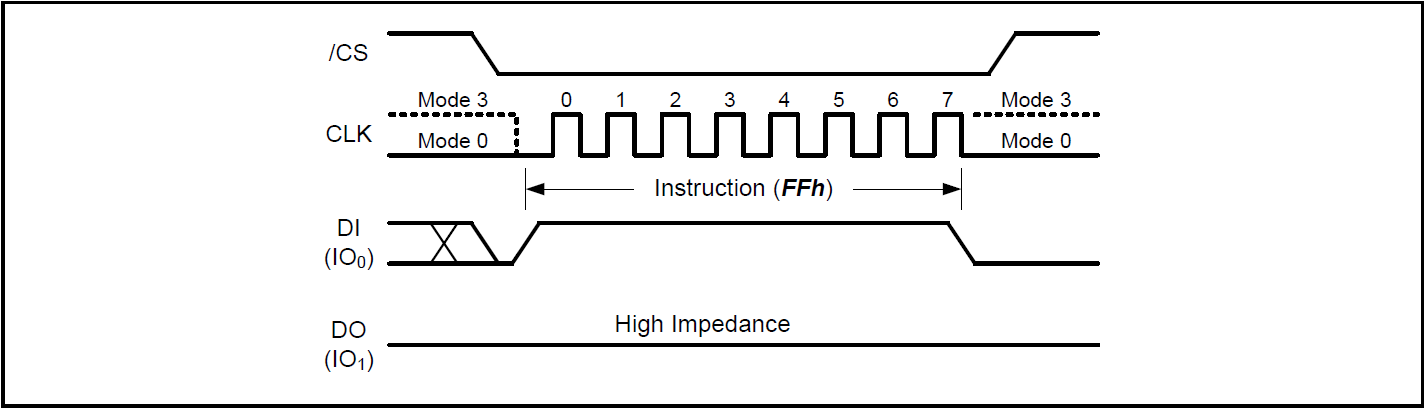 /CS
Mode 3 0 1 2 3 4 5 6 7 Mode 3
CLK
Mode 0 Mode 0
Instruction (FFh)
DI
(IO₀)
High Impedance
DO
(IO₁)